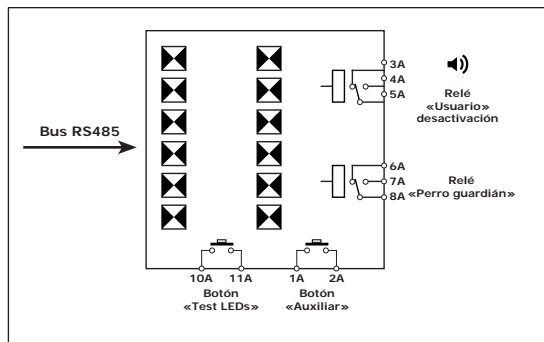 Bus RS485
3A
4A
5A
Relé
«Usuario»
desactivación
6A
7A
8A
Relé
«Perro guardián»
10A 11A 1A 2A
Botón
«Test LEDs»
Botón
«Auxiliar»